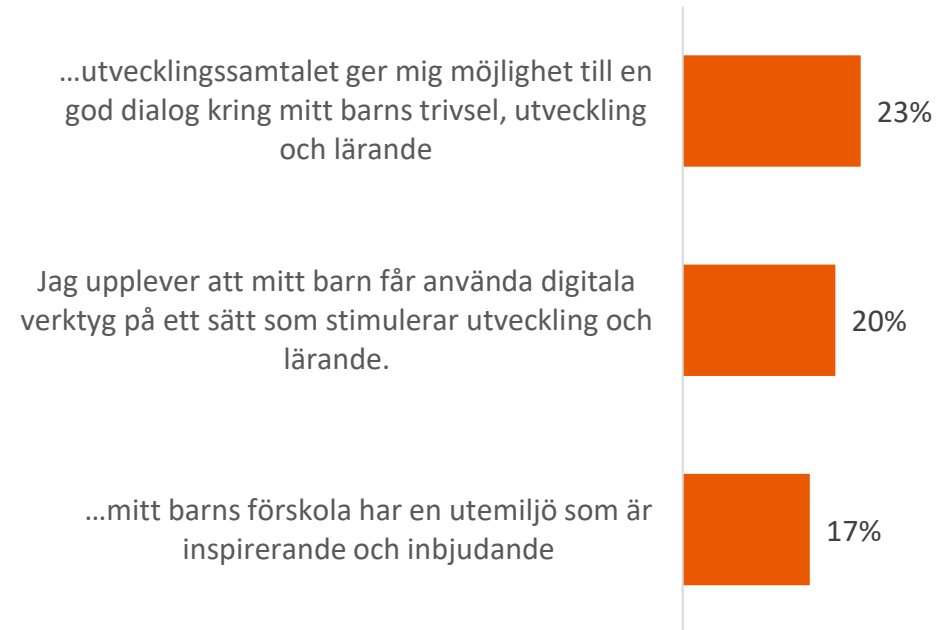 …utvecklingssamtalet ger mig möjlighet till en
god dialog kring mitt barns trivsel, utveckling
och lärande
23%
Jag upplever att mitt barn får använda digitala
verktyg på ett sätt som stimulerar utveckling och
lärande.
20%
…mitt barns förskola har en utemiljö som är
inspirerande och inbjudande
17%